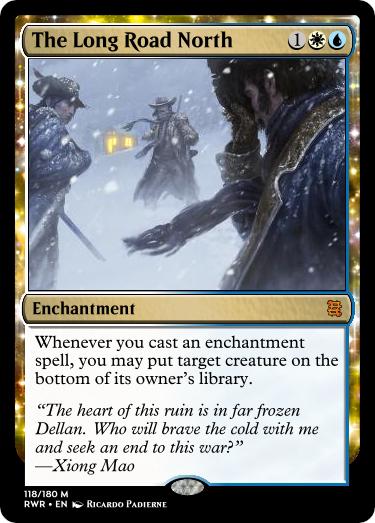 The Long Road North 1
Enchantment
Whenever you cast an enchantment
spell, you may put target creature on the
bottom of its owner's library.
“The heart of this ruin is in far frozen
Dellan. Who will brave the cold with me
and seek an end to this war?”
—Xiong Mao
118/180 M
RWR • EN Ricardo Padierne